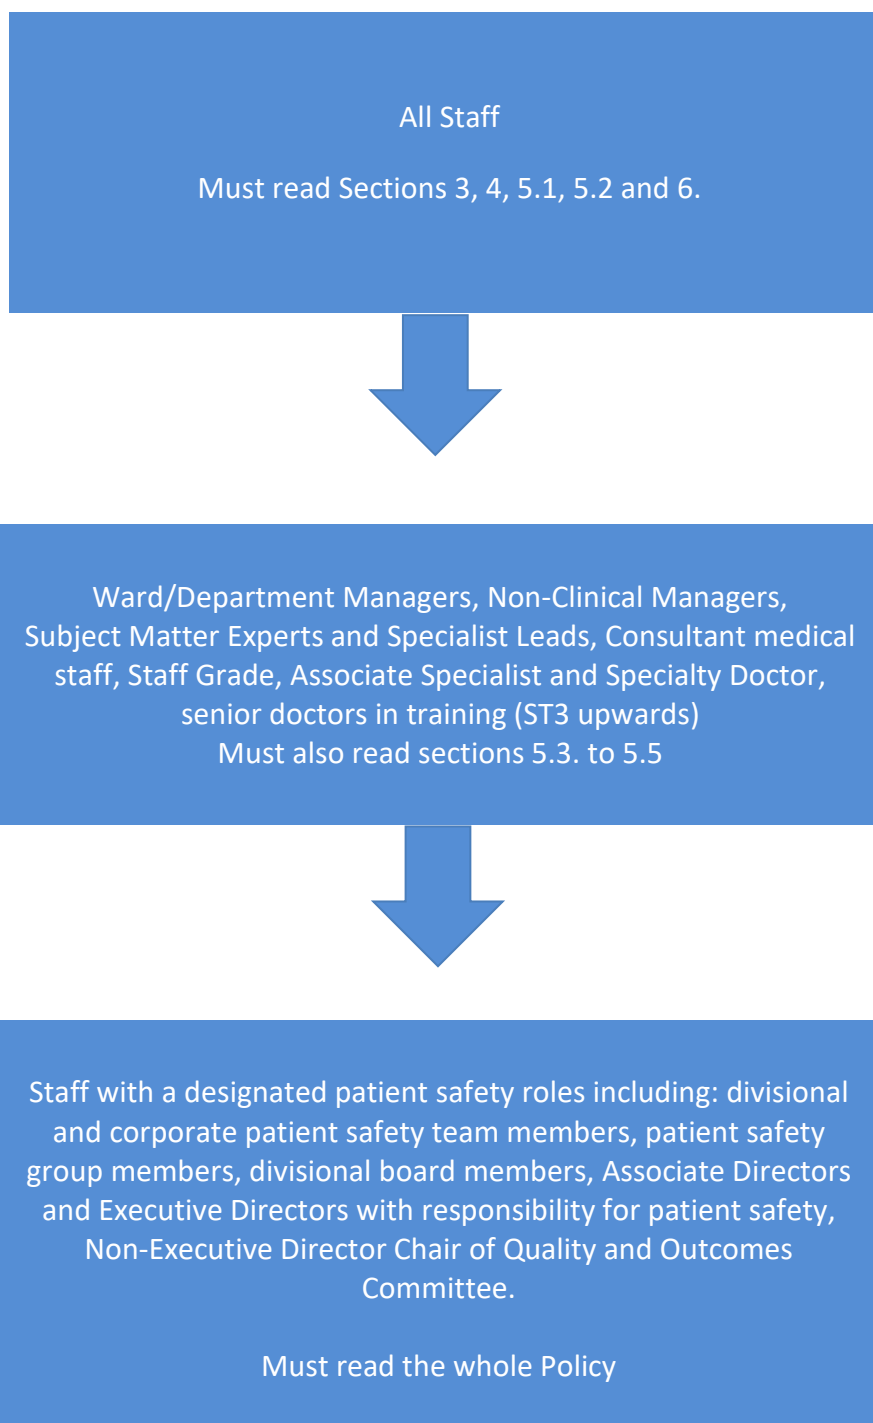 All Staff
Must read Sections 3, 4, 5.1, 5.2 and 6.
Ward/Department Managers, Non-Clinical Managers,
Subject Matter Experts and Specialist Leads, Consultant medical
staff, Staff Grade, Associate Specialist and Specialty Doctor,
senior doctors in training (ST3 upwards)
Must also read sections 5.3. to 5.5
Staff with a designated patient safety roles including: divisional
and corporate patient safety team members, patient safety
group members, divisional board members, Associate Directors
and Executive Directors with responsibility for patient safety,
Non-Executive Director Chair of Quality and Outcomes
Committee.
Must read the whole Policy